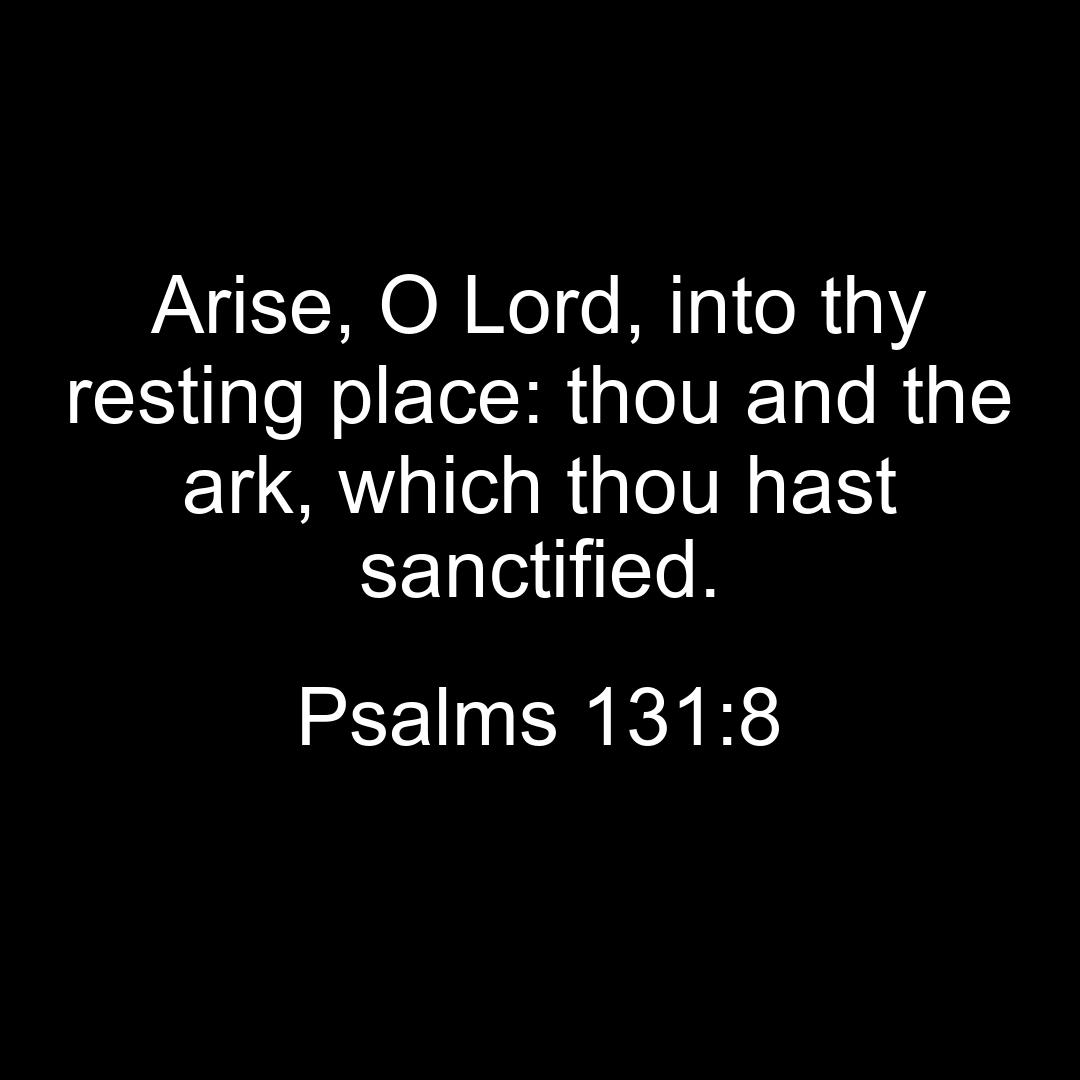 Arise, O Lord, into thy
resting place: thou and the
ark, which thou hast
sanctified.
Psalms 131:8